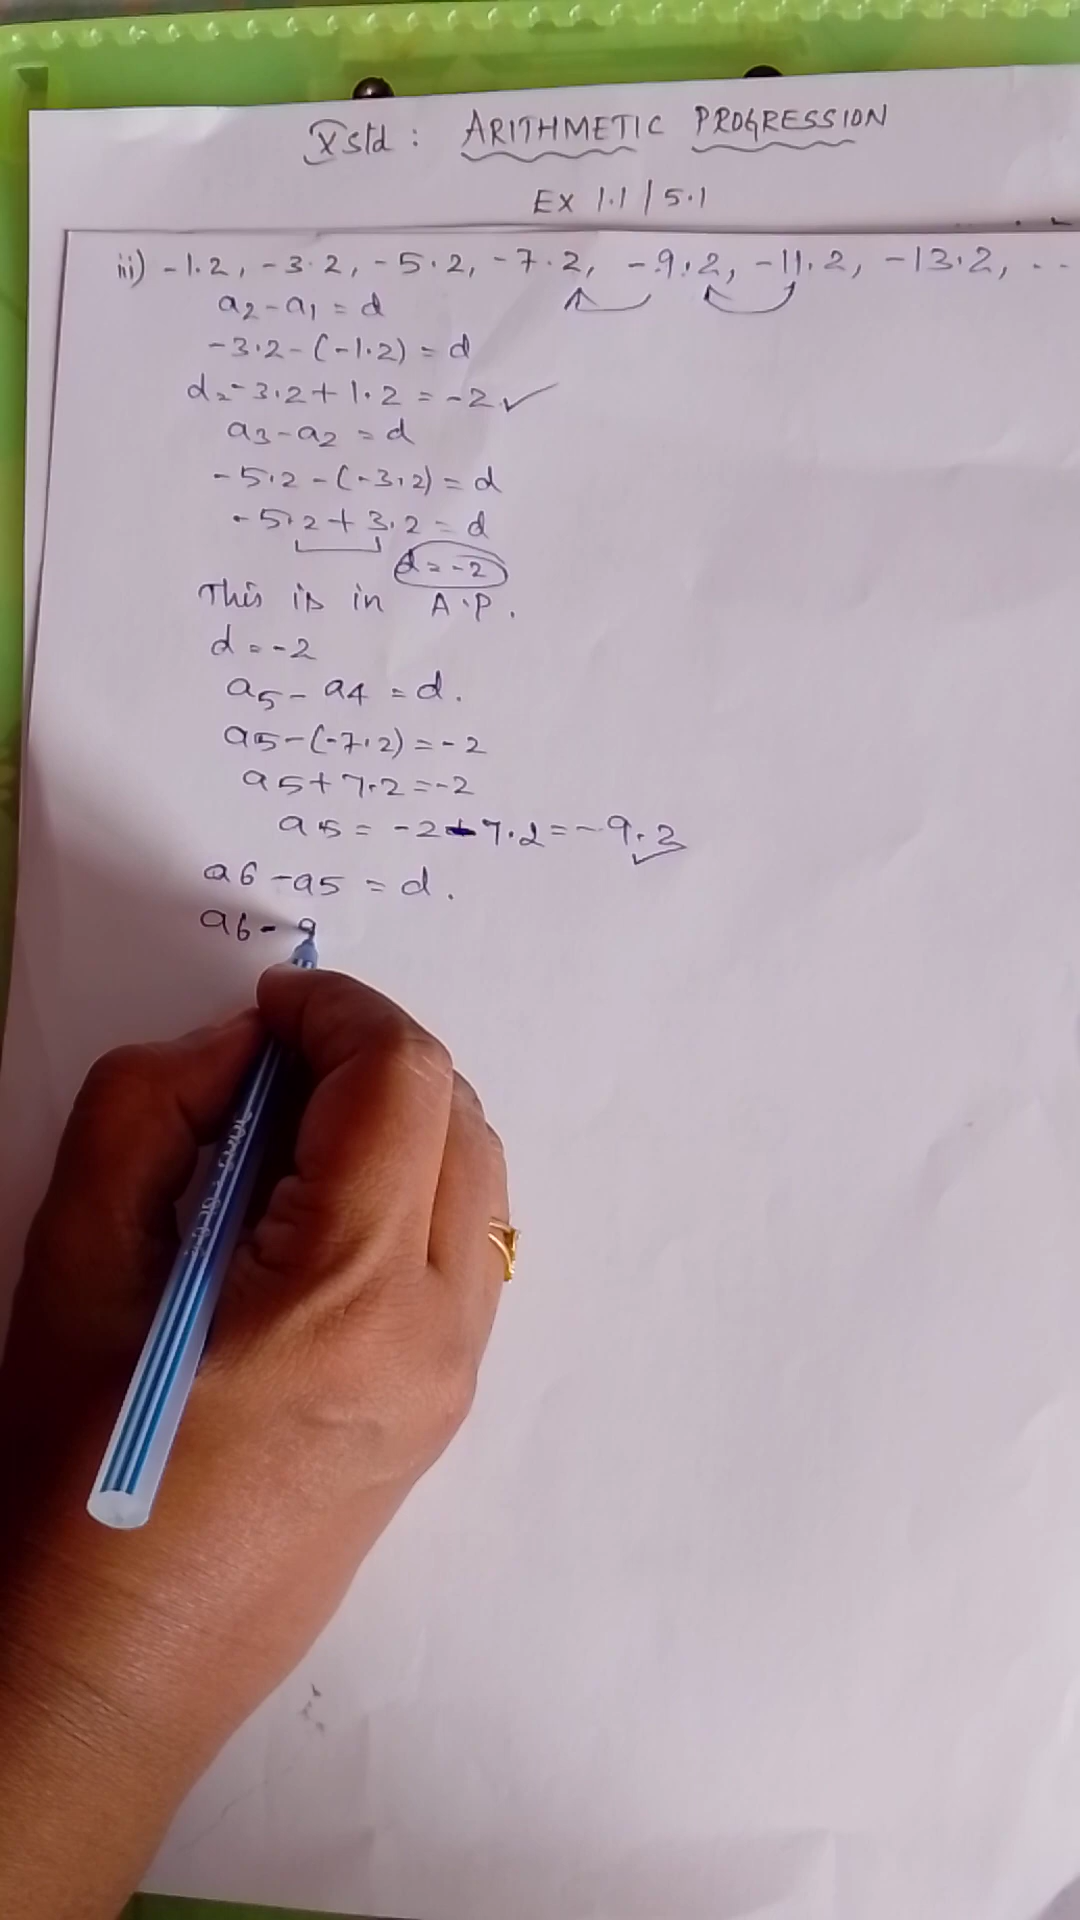 X std : ARITHMETIC PROGRESSION
EX 1.1 / 5.1
iii) -1.2, -3.2, -5.2, -7.2, -9.2, -11.2, -13.2, ..
a2 - a1 = d
-3.2 - (-1.2) = d
d = -3.2 + 1.2 = -2 ✓
a3 - a2 = d
-5.2 - (-3.2) = d
-5.2 + 3.2 = d
d = -2
This is in A.P.
d = -2
a5 - a4 = d.
a5 - (-7.2) = -2
a5 + 7.2 = -2
a5 = -2 - 7.2 = -9.2
a6 - a5 = d.
a6 - 9